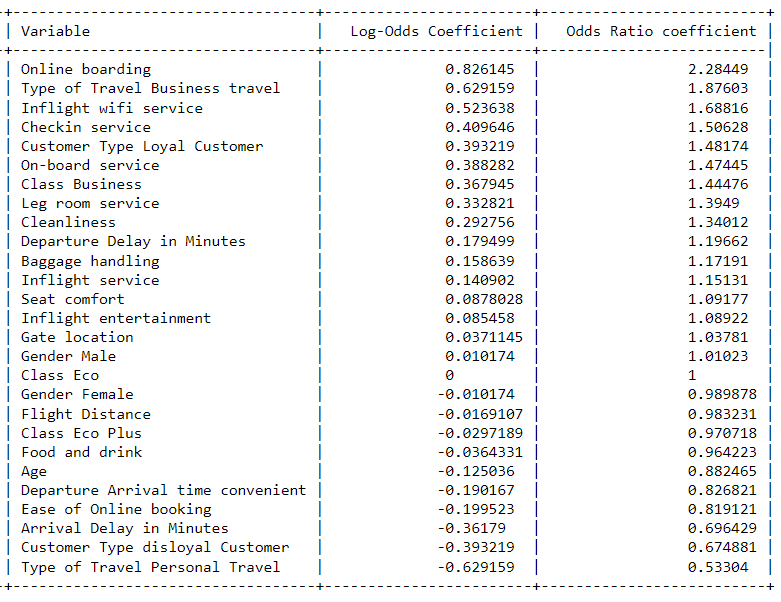 Variable Log-Odds Coefficient Odds Ratio coefficient
Online boarding 0.826145 2.28449
Type of Travel Business travel 0.629159 1.87603
Inflight wifi service 0.523638 1.68816
Checkin service 0.409646 1.50628
Customer Type Loyal Customer 0.393219 1.48174
On-board service 0.388282 1.47445
Class Business 0.367945 1.44476
Leg room service 0.332821 1.3949
Cleanliness 0.292756 1.34012
Departure Delay in Minutes 0.179499 1.19662
Baggage handling 0.158639 1.17191
Inflight service 0.140902 1.15131
Seat comfort 0.0878028 1.09177
Inflight entertainment 0.085458 1.08922
Gate location 0.0371145 1.03781
Gender Male 0.010174 1.01023
Class Eco 0 1
Gender Female -0.010174 0.989878
Flight Distance -0.0169107 0.983231
Class Eco Plus -0.0297189 0.970718
Food and drink -0.0364331 0.964223
Age -0.125036 0.882465
Departure Arrival time convenient -0.190167 0.826821
Ease of Online booking -0.199523 0.819121
Arrival Delay in Minutes -0.36179 0.696429
Customer Type disloyal Customer -0.393219 0.674881
Type of Travel Personal Travel -0.629159 0.53304